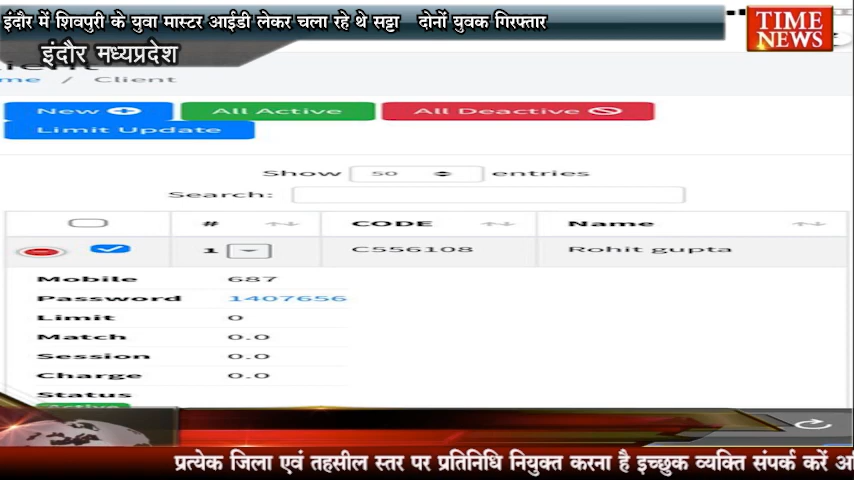 इंदौर में शिवपुरी के युवा मास्टर आईडी लेकर चला रहे थे सट्टा दोनों युवक गिरफ्तार
TIME NEWS
इंदौर मध्यप्रदेश
/ Client
New
All Active
All Deactive
Limit Update
Show 50 entries
Search:
# CODE Name
1 C556108 Rohit gupta
Mobile 687
Password 1407656
Limit 0
Match 0.0
Session 0.0
Charge 0.0
Status
Active
प्रत्येक जिला एवं तहसील स्तर पर प्रतिनिधि नियुक्त करना है इच्छुक व्यक्ति संपर्क करें